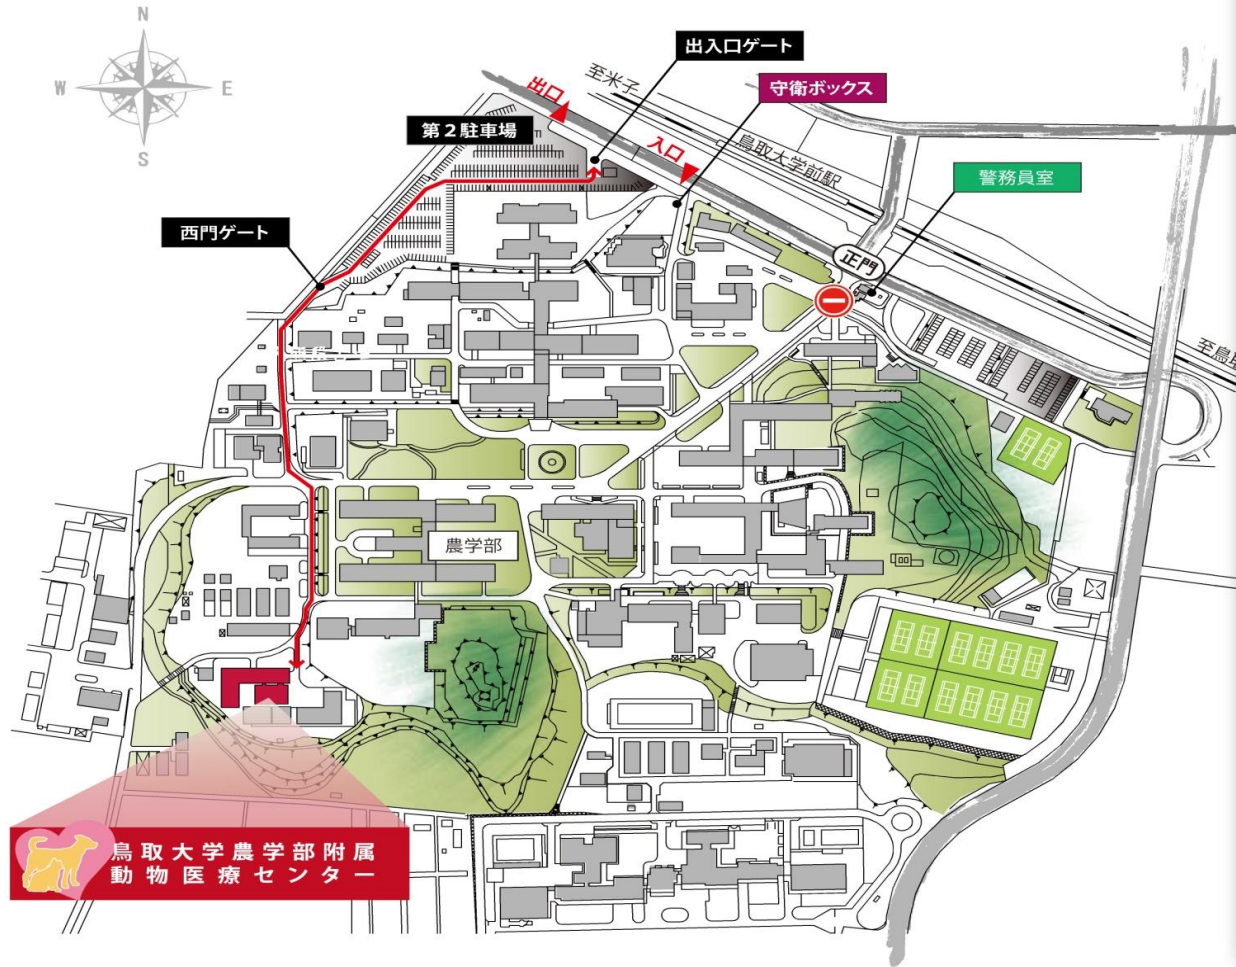 N
W
E
S
出入口ゲート
出口
至米子
守衛ボックス
第２駐車場
入口
鳥取大学前駅
警務員室
西門ゲート
正門
農学部
鳥取大学農学部附属
動物医療センター